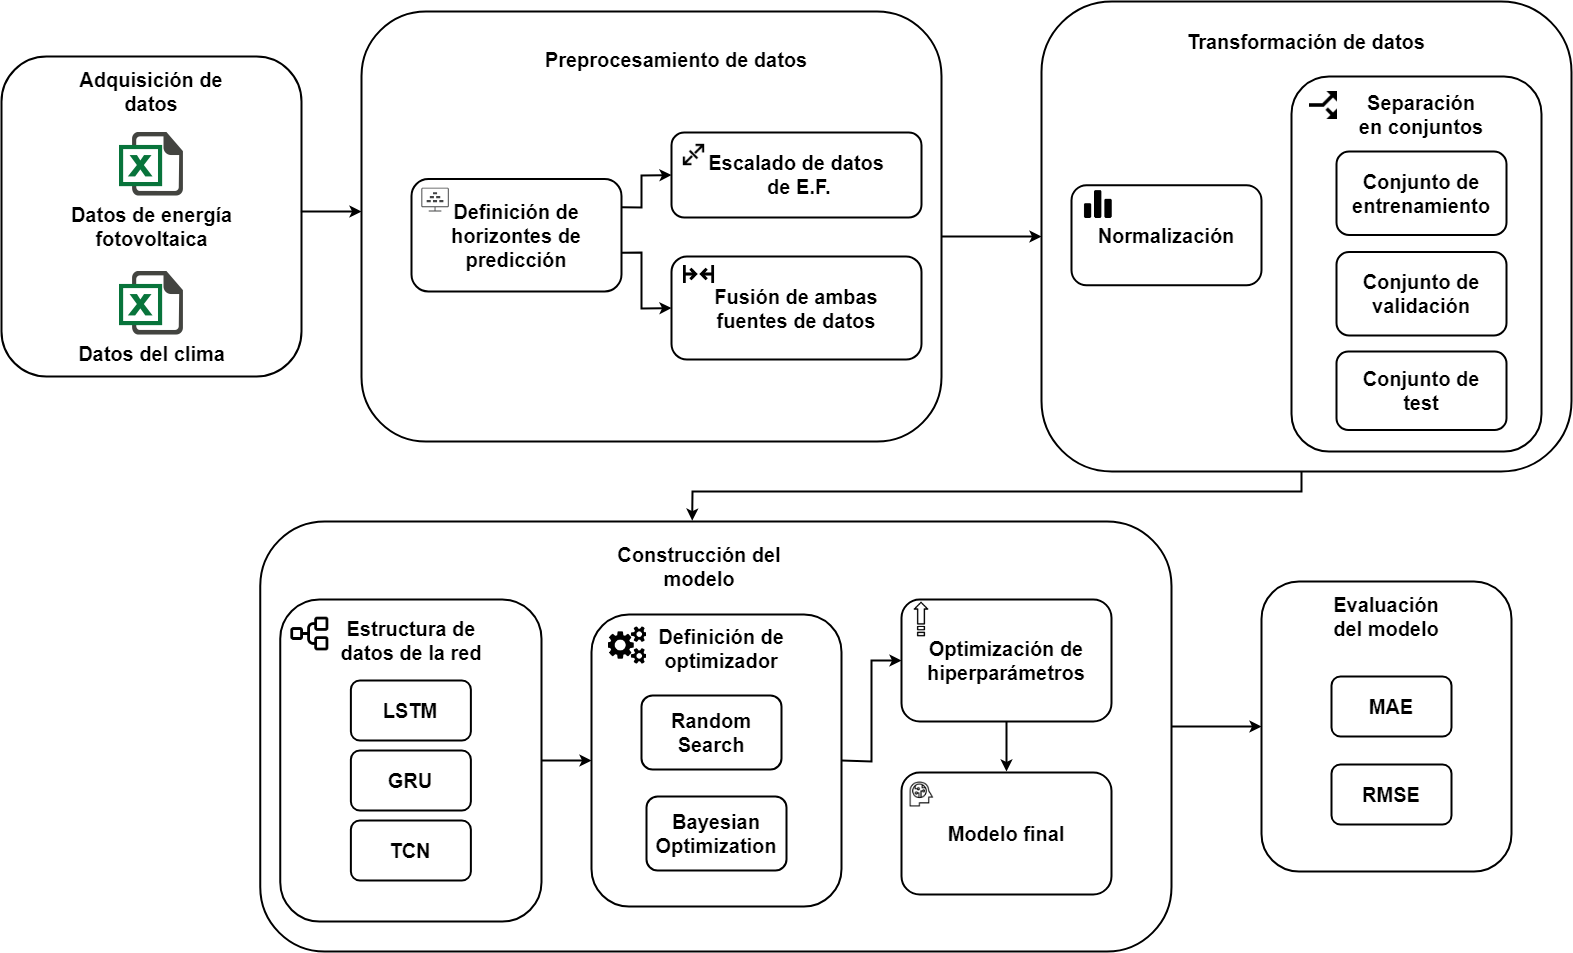 Adquisición de
datos
Datos de energía
fotovoltaica
Datos del clima
Preprocesamiento de datos
Definición de
horizontes de
predicción
Escalado de datos
de E.F.
Fusión de ambas
fuentes de datos
Transformación de datos
Normalización
Separación
en conjuntos
Conjunto de
entrenamiento
Conjunto de
validación
Conjunto de
test
Construcción del
modelo
Estructura de
datos de la red
LSTM
GRU
TCN
Definición de
optimizador
Random
Search
Bayesian
Optimization
Optimización de
hiperparámetros
Modelo final
Evaluación
del modelo
MAE
RMSE